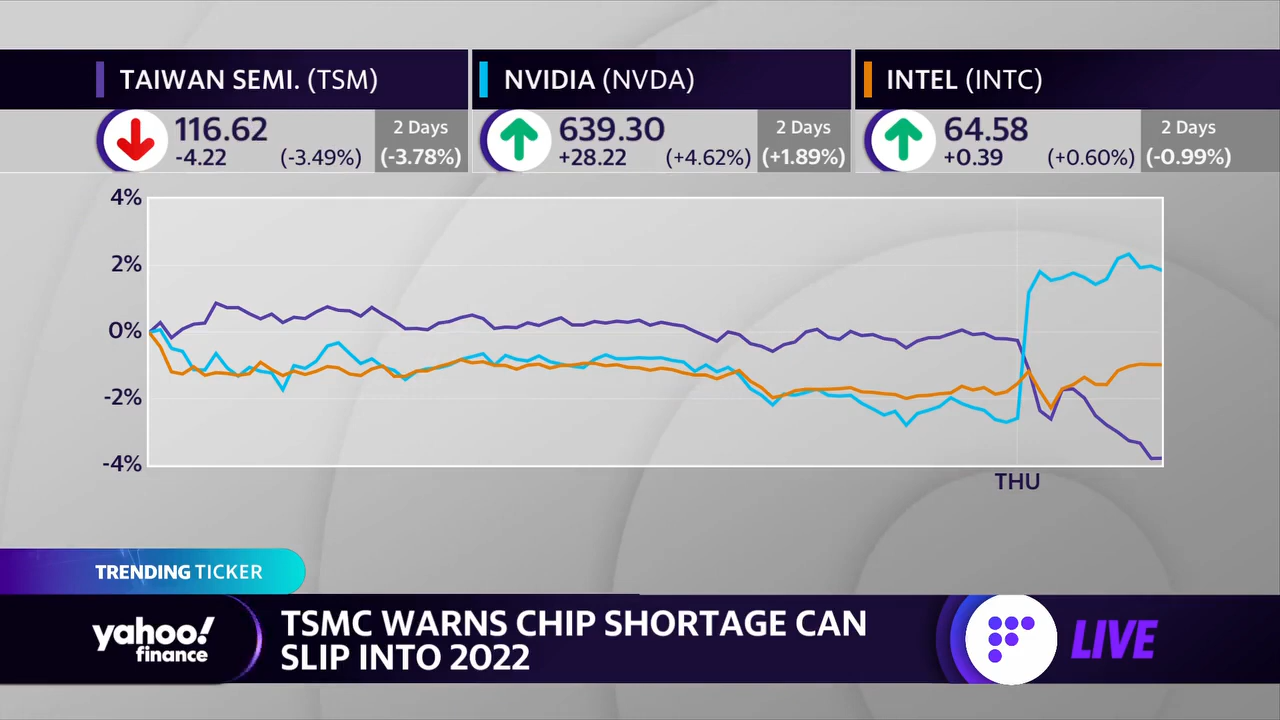 TAIWAN SEMI. (TSM)
116.62
-4.22 (-3.49%)
2 Days
(-3.78%)
NVIDIA (NVDA)
639.30
+28.22 (+4.62%)
2 Days
(+1.89%)
INTEL (INTC)
64.58
+0.39 (+0.60%)
2 Days
(-0.99%)
4%
2%
0%
-2%
-4%
THU
TRENDING TICKER
yahoo!
finance
TSMC WARNS CHIP SHORTAGE CAN
SLIP INTO 2022
LIVE